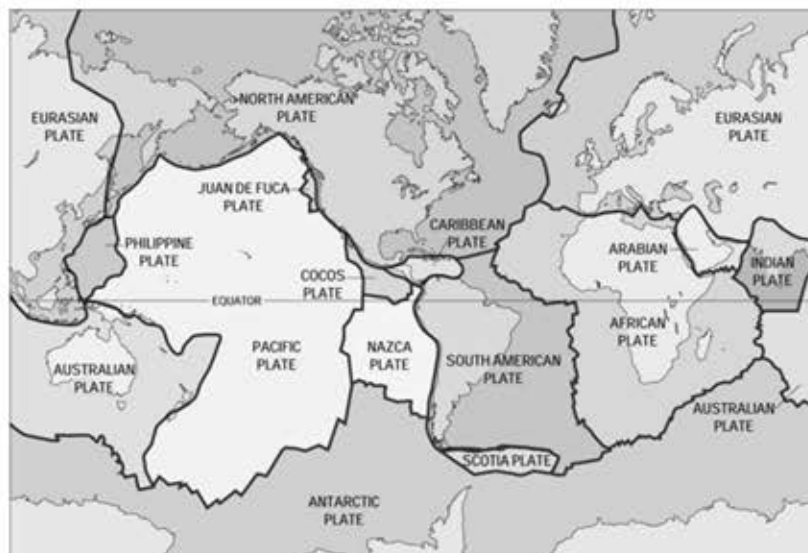 NORTH AMERICAN
PLATE
EURASIAN
PLATE
EURASIAN
PLATE
JUAN DE FUCA
PLATE
CARIBBEAN
PLATE
PHILIPPINE
PLATE
ARABIAN
PLATE
INDIAN
PLATE
COCOS
PLATE
EQUATOR
AFRICAN
PLATE
PACIFIC
PLATE
NAZCA
PLATE
SOUTH AMERICAN
PLATE
AUSTRALIAN
PLATE
AUSTRALIAN
PLATE
SCOTIA PLATE
ANTARCTIC
PLATE